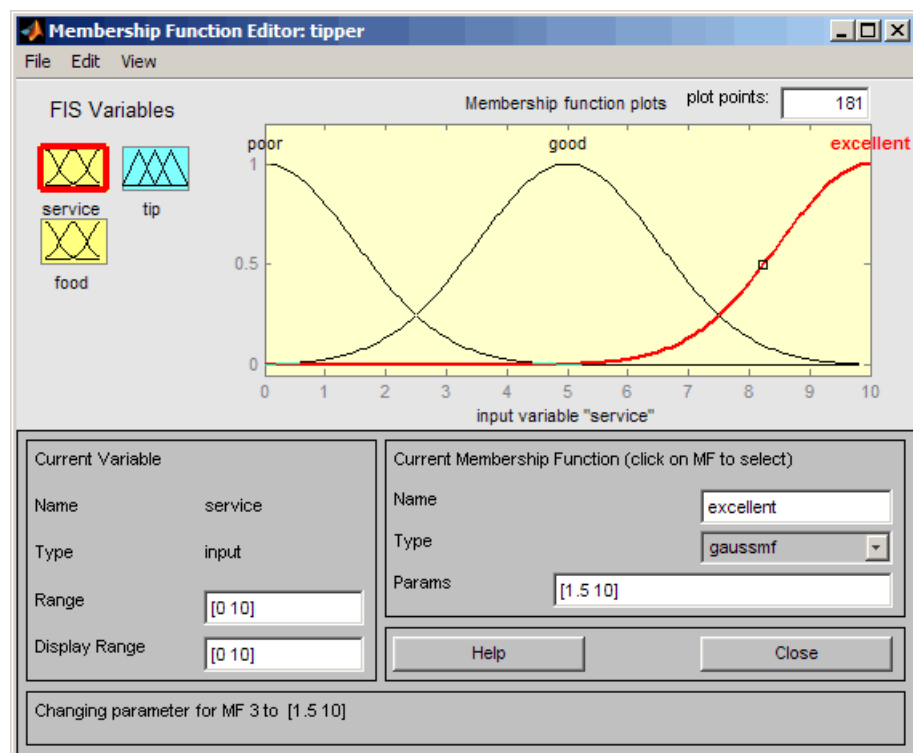 Membership Function Editor: tipper
File Edit View
FIS Variables
Membership function plots plot points: 181
service tip
food
poor good excellent
1
0.5
0
0 1 2 3 4 5 6 7 8 9 10
input variable "service"
Current Variable
Name service
Type input
Range [0 10]
Display Range [0 10]
Current Membership Function (click on MF to select)
Name excellent
Type gaussmf
Params [1.5 10]
Help Close
Changing parameter for MF 3 to [1.5 10]